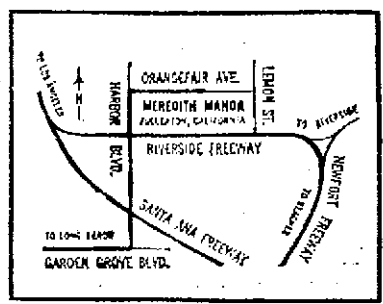 TO LOS ANGELES
N
HARBOR BLVD.
ORANGEFAIR AVE.
LEMON ST.
MEREDITH MANOR
FULLERTON, CALIFORNIA
TO RIVERSIDE
RIVERSIDE FREEWAY
NEWPORT FREEWAY
TO BEACHES
SANTA ANA FREEWAY
TO LONG BEACH
GARDEN GROVE BLVD.